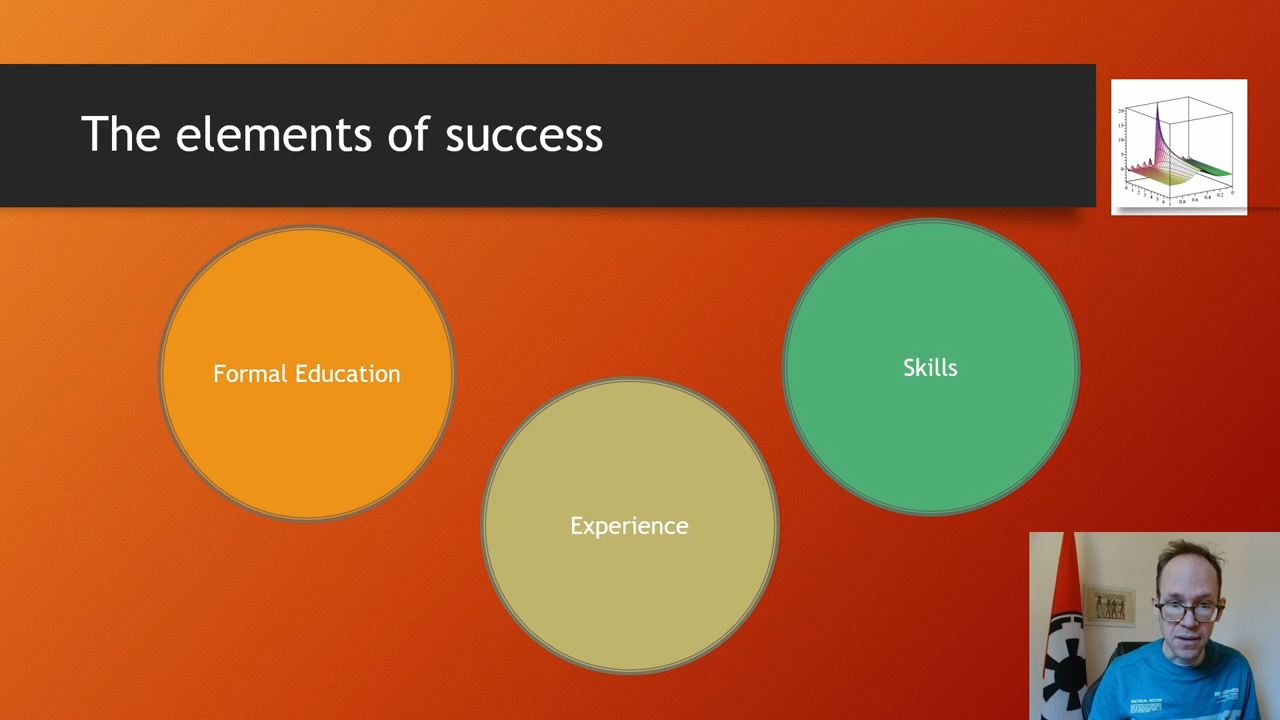 The elements of success
Formal Education
Skills
Experience